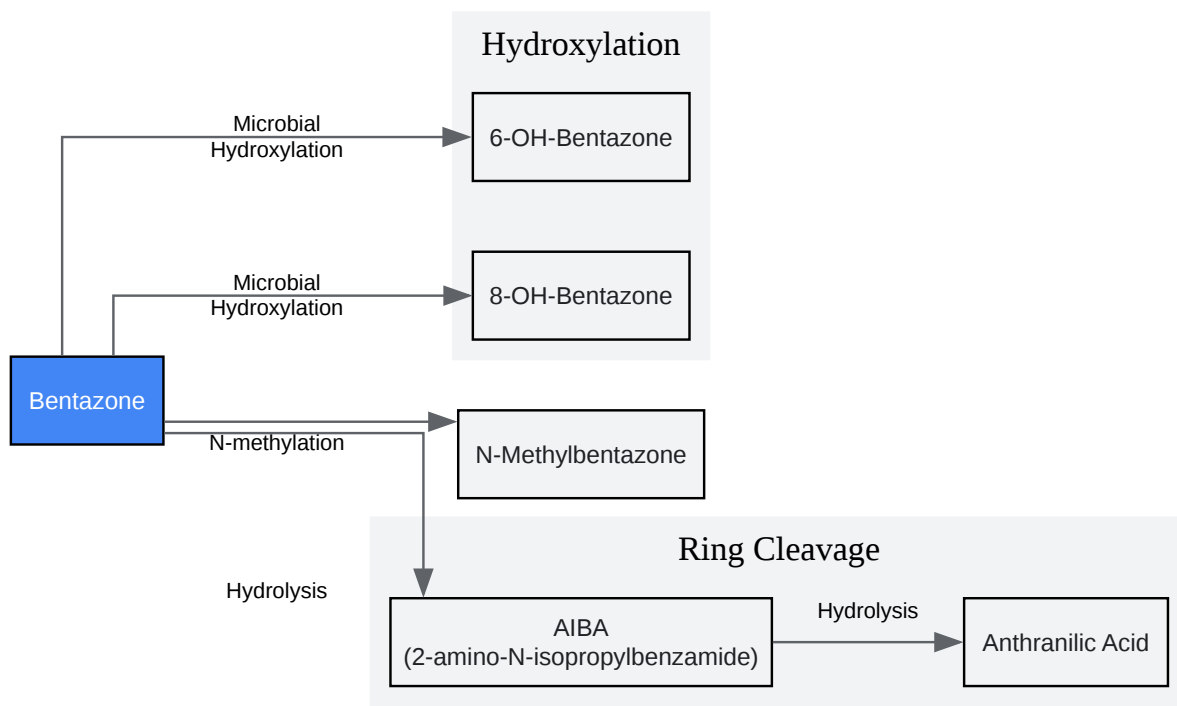 Hydroxylation
Microbial
Hydroxylation
6-OH-Bentazone
Microbial
Hydroxylation
8-OH-Bentazone
Bentazone
N-methylation
N-Methylbentazone
Ring Cleavage
Hydrolysis
AIBA
(2-amino-N-isopropylbenzamide)
Hydrolysis
Anthranilic Acid